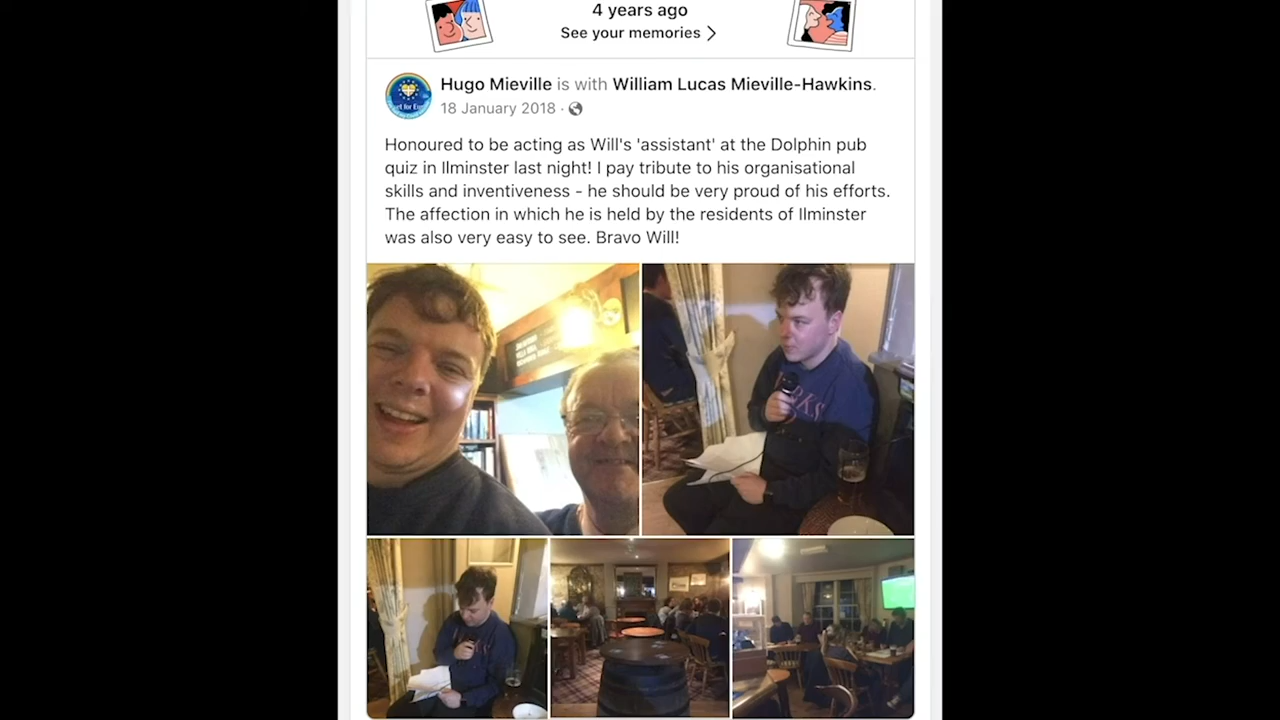 4 years ago
See your memories
Hugo Mieville is with William Lucas Mieville-Hawkins.
18 January 2018 ·
Honoured to be acting as Will's 'assistant' at the Dolphin pub
quiz in Ilminster last night! I pay tribute to his organisational
skills and inventiveness - he should be very proud of his efforts.
The affection in which he is held by the residents of Ilminster
was also very easy to see. Bravo Will!